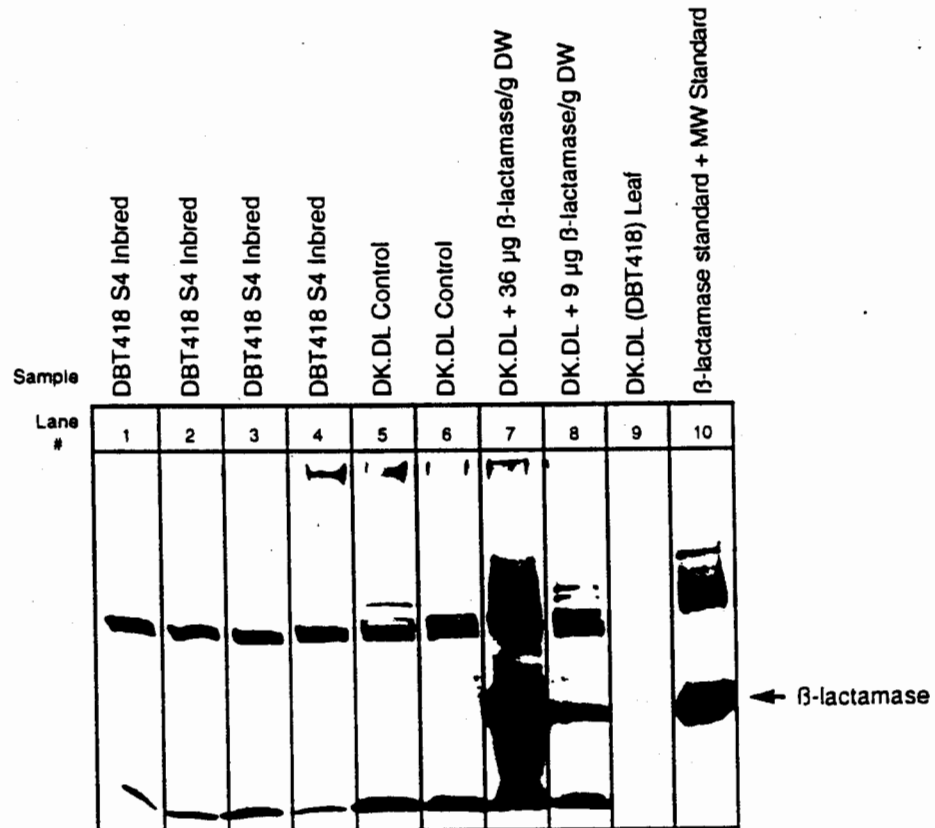 DBT418 S4 Inbred
DBT418 S4 Inbred
DBT418 S4 Inbred
DBT418 S4 Inbred
DK.DL Control
DK.DL Control
DK.DL + 36 µg ß-lactamase/g DW
DK.DL + 9 µg ß-lactamase/g DW
DK.DL (DBT418) Leaf
ß-lactamase standard + MW Standard
Sample
Lane
#
1 2 3 4 5 6 7 8 9 10
ß-lactamase